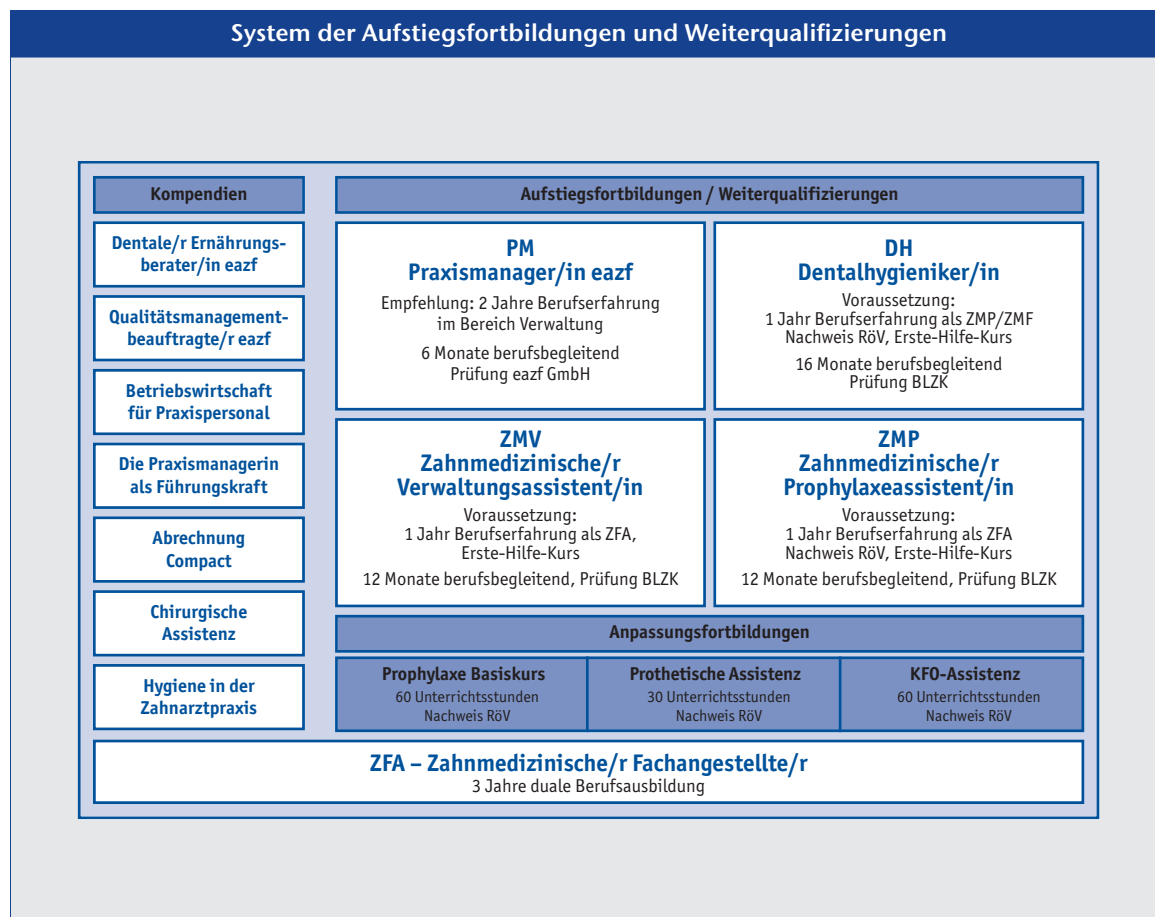 System der Aufstiegsfortbildungen und Weiterqualifizierungen
Kompendien
Dentale/r Ernährungs-
berater/in eazf
Qualitätsmanagement-
beauftragte/r eazf
Betriebswirtschaft
für Praxispersonal
Die Praxismanagerin
als Führungskraft
Abrechnung
Compact
Chirurgische
Assistenz
Hygiene in der
Zahnarztpraxis
Aufstiegsfortbildungen / Weiterqualifizierungen
PM
Praxismanager/in eazf
Empfehlung: 2 Jahre Berufserfahrung
im Bereich Verwaltung
6 Monate berufsbegleitend
Prüfung eazf GmbH
DH
Dentalhygieniker/in
Voraussetzung:
1 Jahr Berufserfahrung als ZMP/ZMF
Nachweis RöV, Erste-Hilfe-Kurs
16 Monate berufsbegleitend
Prüfung BLZK
ZMV
Zahnmedizinische/r
Verwaltungsassistent/in
Voraussetzung:
1 Jahr Berufserfahrung als ZFA,
Erste-Hilfe-Kurs
12 Monate berufsbegleitend, Prüfung BLZK
ZMP
Zahnmedizinische/r
Prophylaxeassistent/in
Voraussetzung:
1 Jahr Berufserfahrung als ZFA
Nachweis RöV, Erste-Hilfe-Kurs
12 Monate berufsbegleitend, Prüfung BLZK
Anpassungsfortbildungen
Prophylaxe Basiskurs
60 Unterrichtsstunden
Nachweis RöV
Prothetische Assistenz
30 Unterrichtsstunden
Nachweis RöV
KFO-Assistenz
60 Unterrichtsstunden
Nachweis RöV
ZFA – Zahnmedizinische/r Fachangestellte/r
3 Jahre duale Berufsausbildung